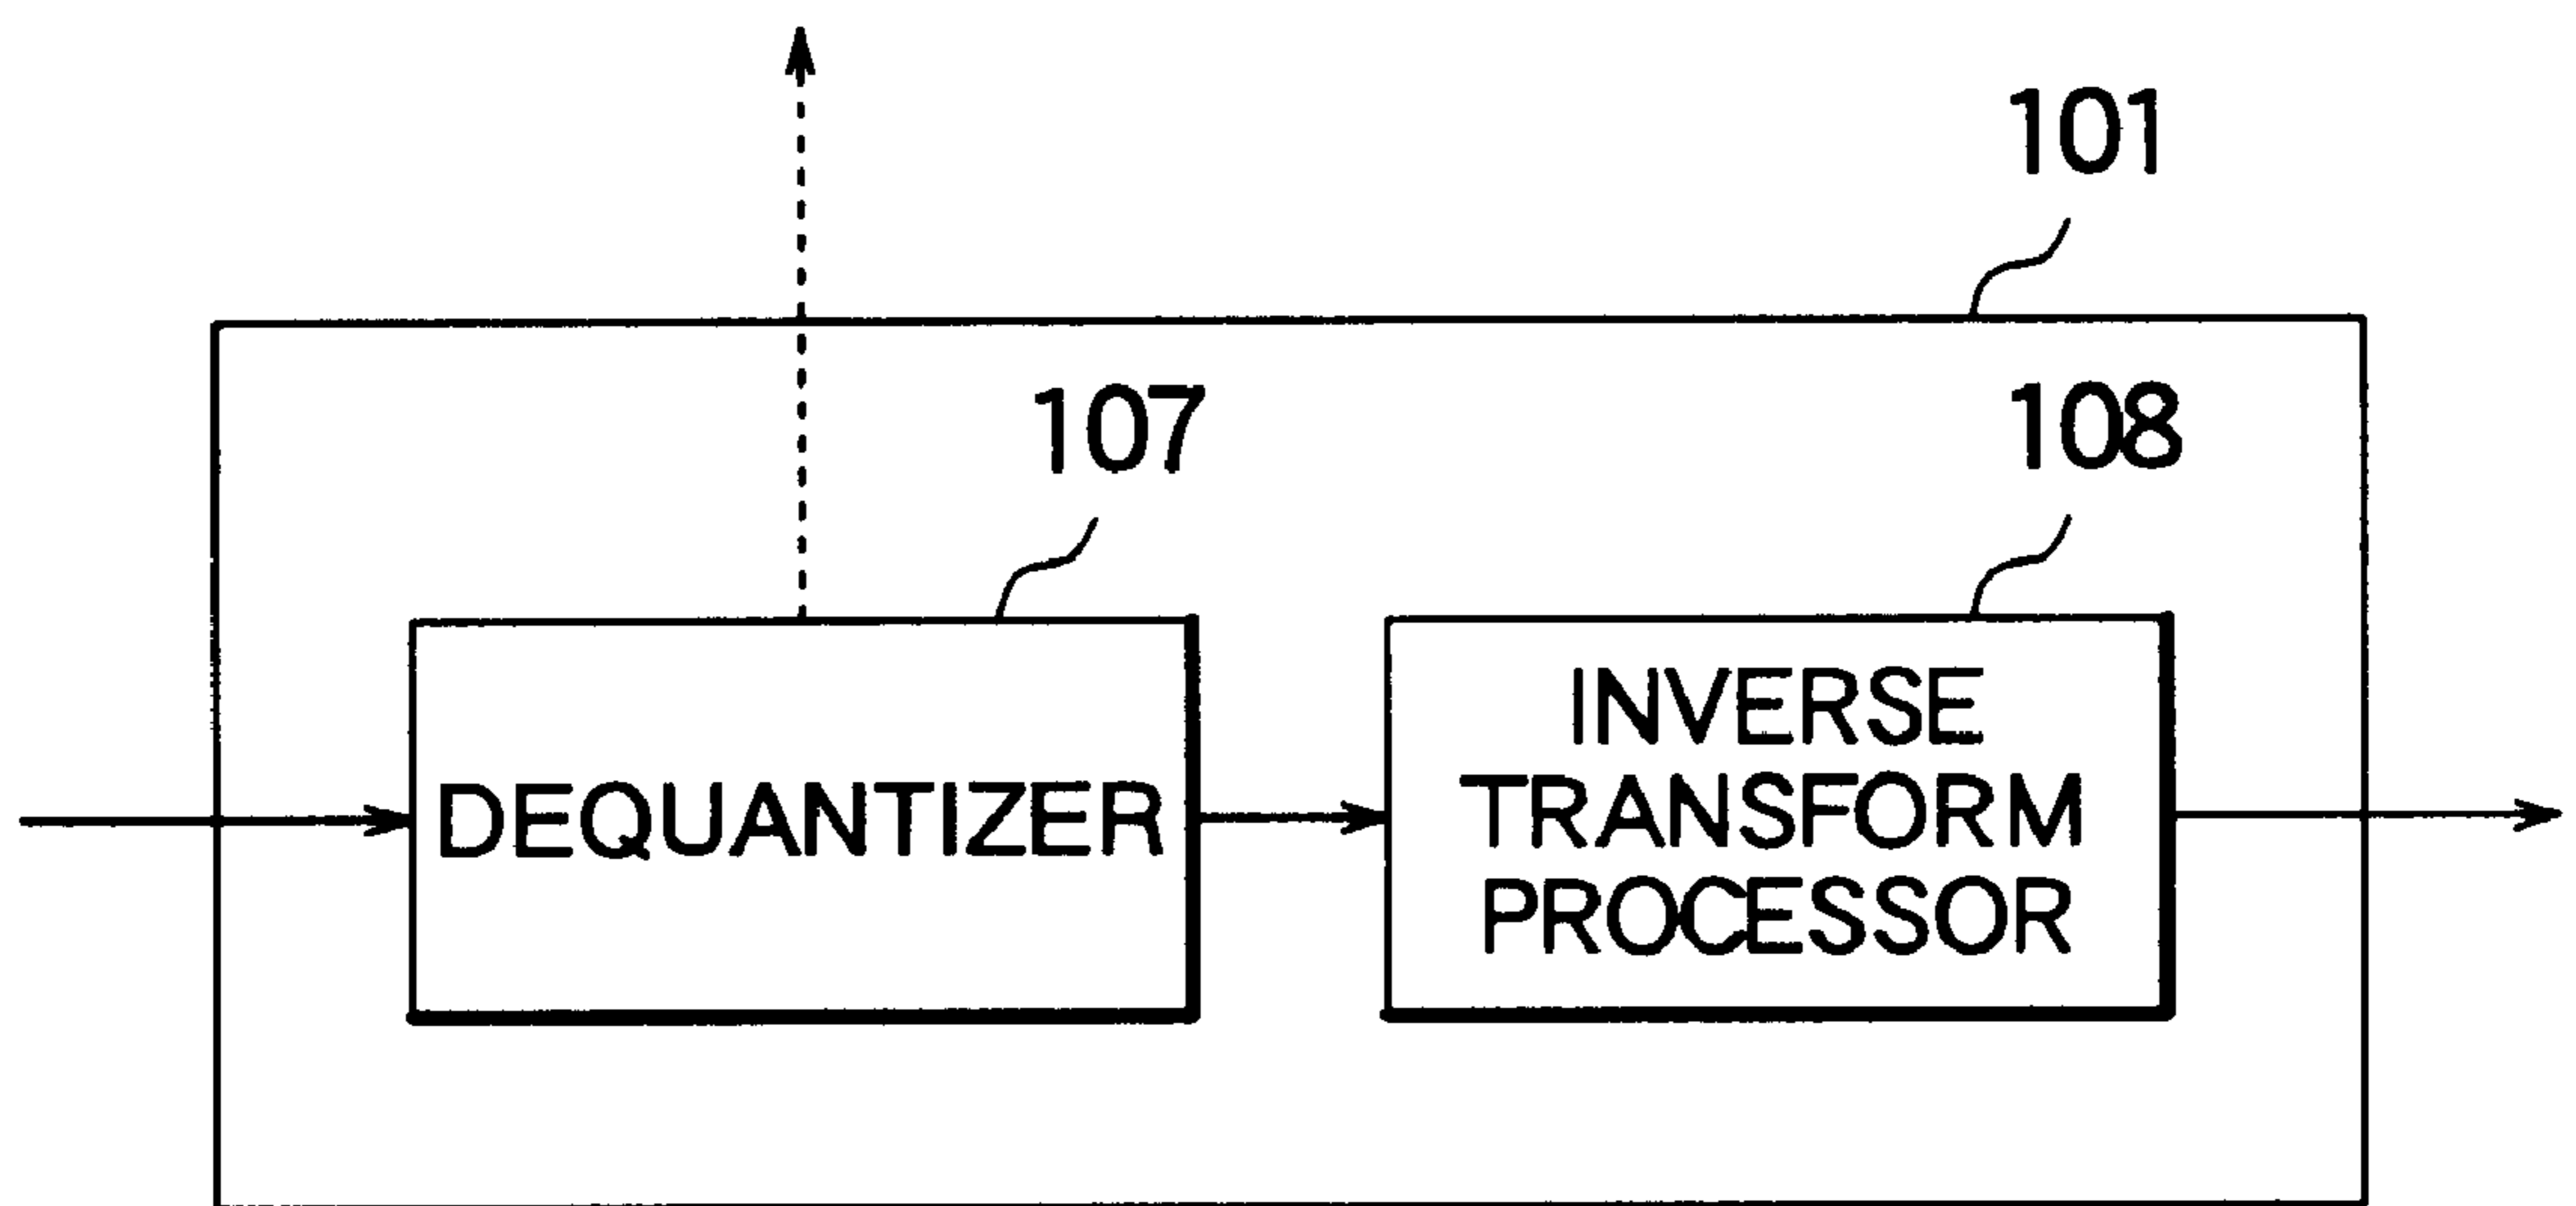 101
107
108
DEQUANTIZER
INVERSE
TRANSFORM
PROCESSOR